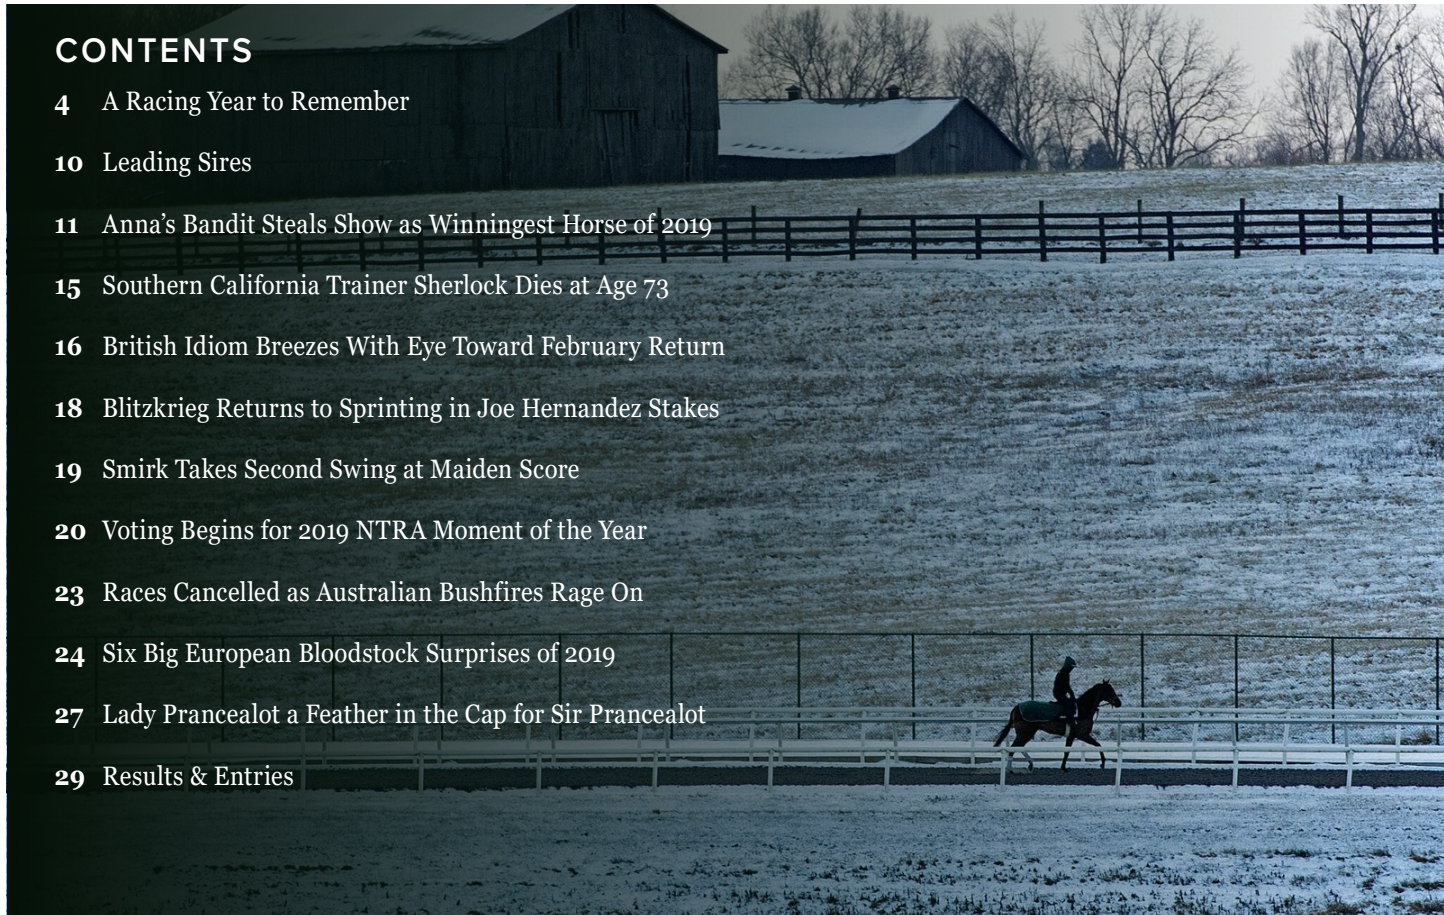 CONTENTS
4 A Racing Year to Remember
10 Leading Sires
11 Anna’s Bandit Steals Show as Winningest Horse of 2019
15 Southern California Trainer Sherlock Dies at Age 73
16 British Idiom Breezes With Eye Toward February Return
18 Blitzkrieg Returns to Sprinting in Joe Hernandez Stakes
19 Smirk Takes Second Swing at Maiden Score
20 Voting Begins for 2019 NTRA Moment of the Year
23 Races Cancelled as Australian Bushfires Rage On
24 Six Big European Bloodstock Surprises of 2019
27 Lady Prancealot a Feather in the Cap for Sir Prancealot
29 Results & Entries